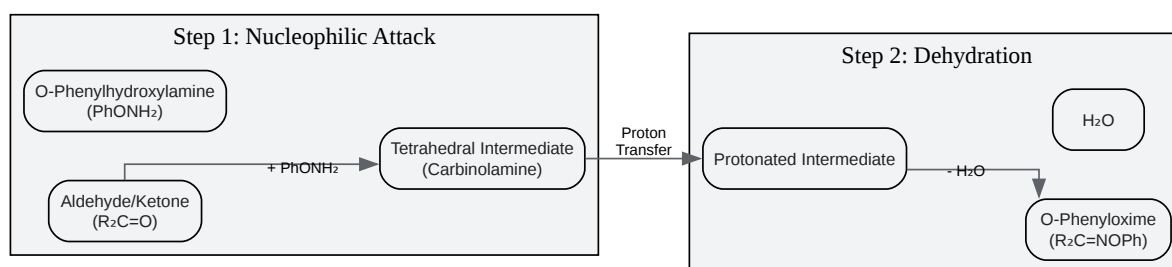 Step 1: Nucleophilic Attack
O-Phenylhydroxylamine
(PhONH₂)
+ PhONH₂
Aldehyde/Ketone
(R₂C=O)
Tetrahedral Intermediate
(Carbinolamine)
Proton
Transfer
Step 2: Dehydration
Protonated Intermediate
- H₂O
H₂O
O-Phenyloxime
(R₂C=NOPh)